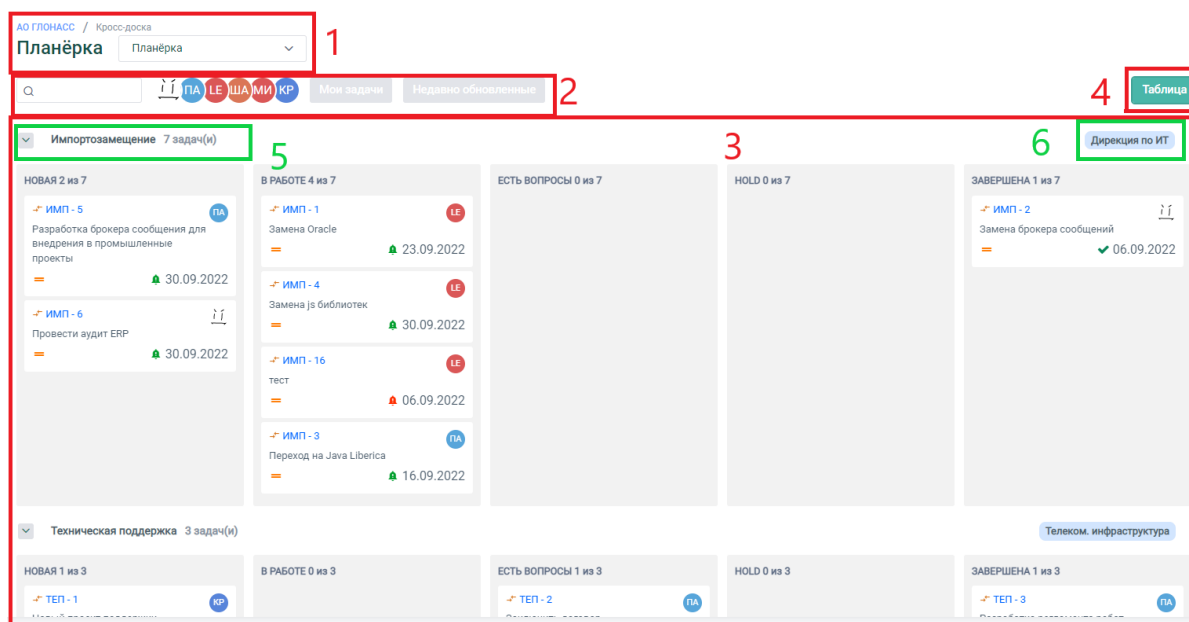 АО ГЛОНАСС / Кросс-доска
Планёрка Планёрка 1
ПА LE ША МИ КР Мои задачи Недавно обновленные 2 4 Таблица
Импортозамещение 7 задач(и) 5 3 6 Дирекция по ИТ
НОВАЯ 2 из 7
ИМП - 5 ПА
Разработка брокера сообщения для
внедрения в промышленные
проекты
30.09.2022
ИМП - 6
Провести аудит ERP
30.09.2022
В РАБОТЕ 4 из 7
ИМП - 1 LE
Замена Oracle
23.09.2022
ИМП - 4 LE
Замена js библиотек
30.09.2022
ИМП - 16 LE
тест
06.09.2022
ИМП - 3 ПА
Переход на Java Liberica
16.09.2022
ЕСТЬ ВОПРОСЫ 0 из 7
HOLD 0 из 7
ЗАВЕРШЕНА 1 из 7
ИМП - 2
Замена брокера сообщений
06.09.2022
Техническая поддержка 3 задач(и) Телеком. инфраструктура
НОВАЯ 1 из 3
ТЕП - 1 КР
В РАБОТЕ 0 из 3
ЕСТЬ ВОПРОСЫ 1 из 3
ТЕП - 2 ПА
HOLD 0 из 3
ЗАВЕРШЕНА 1 из 3
ТЕП - 3 ПА